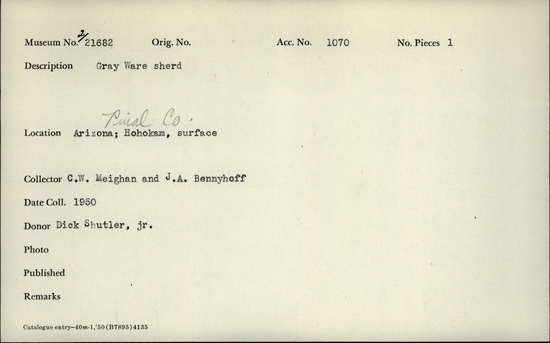 Museum No. 2/21682 Orig. No. Acc. No. 1070 No. Pieces 1
Description Gray Ware sherd
Pinal Co.
Location Arizona; Hohokam, surface
Collector C.W. Meighan and J.A. Bennyhoff
Date Coll. 1950
Donor Dick Shutler, jr.
Photo
Published
Remarks
Catalogue entry—40m-1,'50(B7895)4135